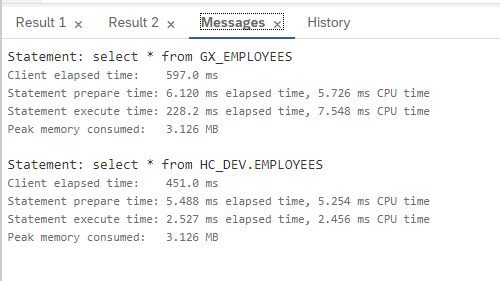 Result 1 × Result 2 × Messages × History
Statement: select * from GX_EMPLOYEES
Client elapsed time: 597.0 ms
Statement prepare time: 6.120 ms elapsed time, 5.726 ms CPU time
Statement execute time: 228.2 ms elapsed time, 7.548 ms CPU time
Peak memory consumed: 3.126 MB
Statement: select * from HC_DEV.EMPLOYEES
Client elapsed time: 451.0 ms
Statement prepare time: 5.488 ms elapsed time, 5.254 ms CPU time
Statement execute time: 2.527 ms elapsed time, 2.456 ms CPU time
Peak memory consumed: 3.126 MB